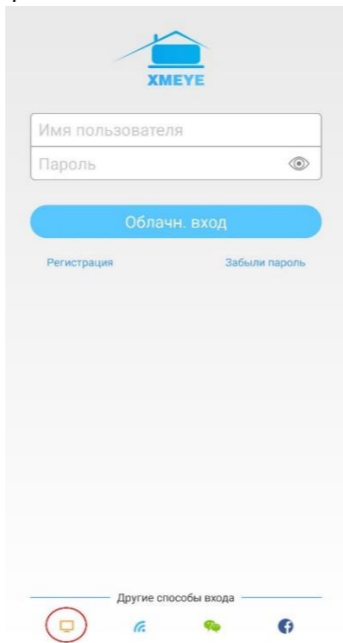 XMEYE
Имя пользователя
Пароль
Облачн. вход
Регистрация
Забыли пароль
Другие способы входа